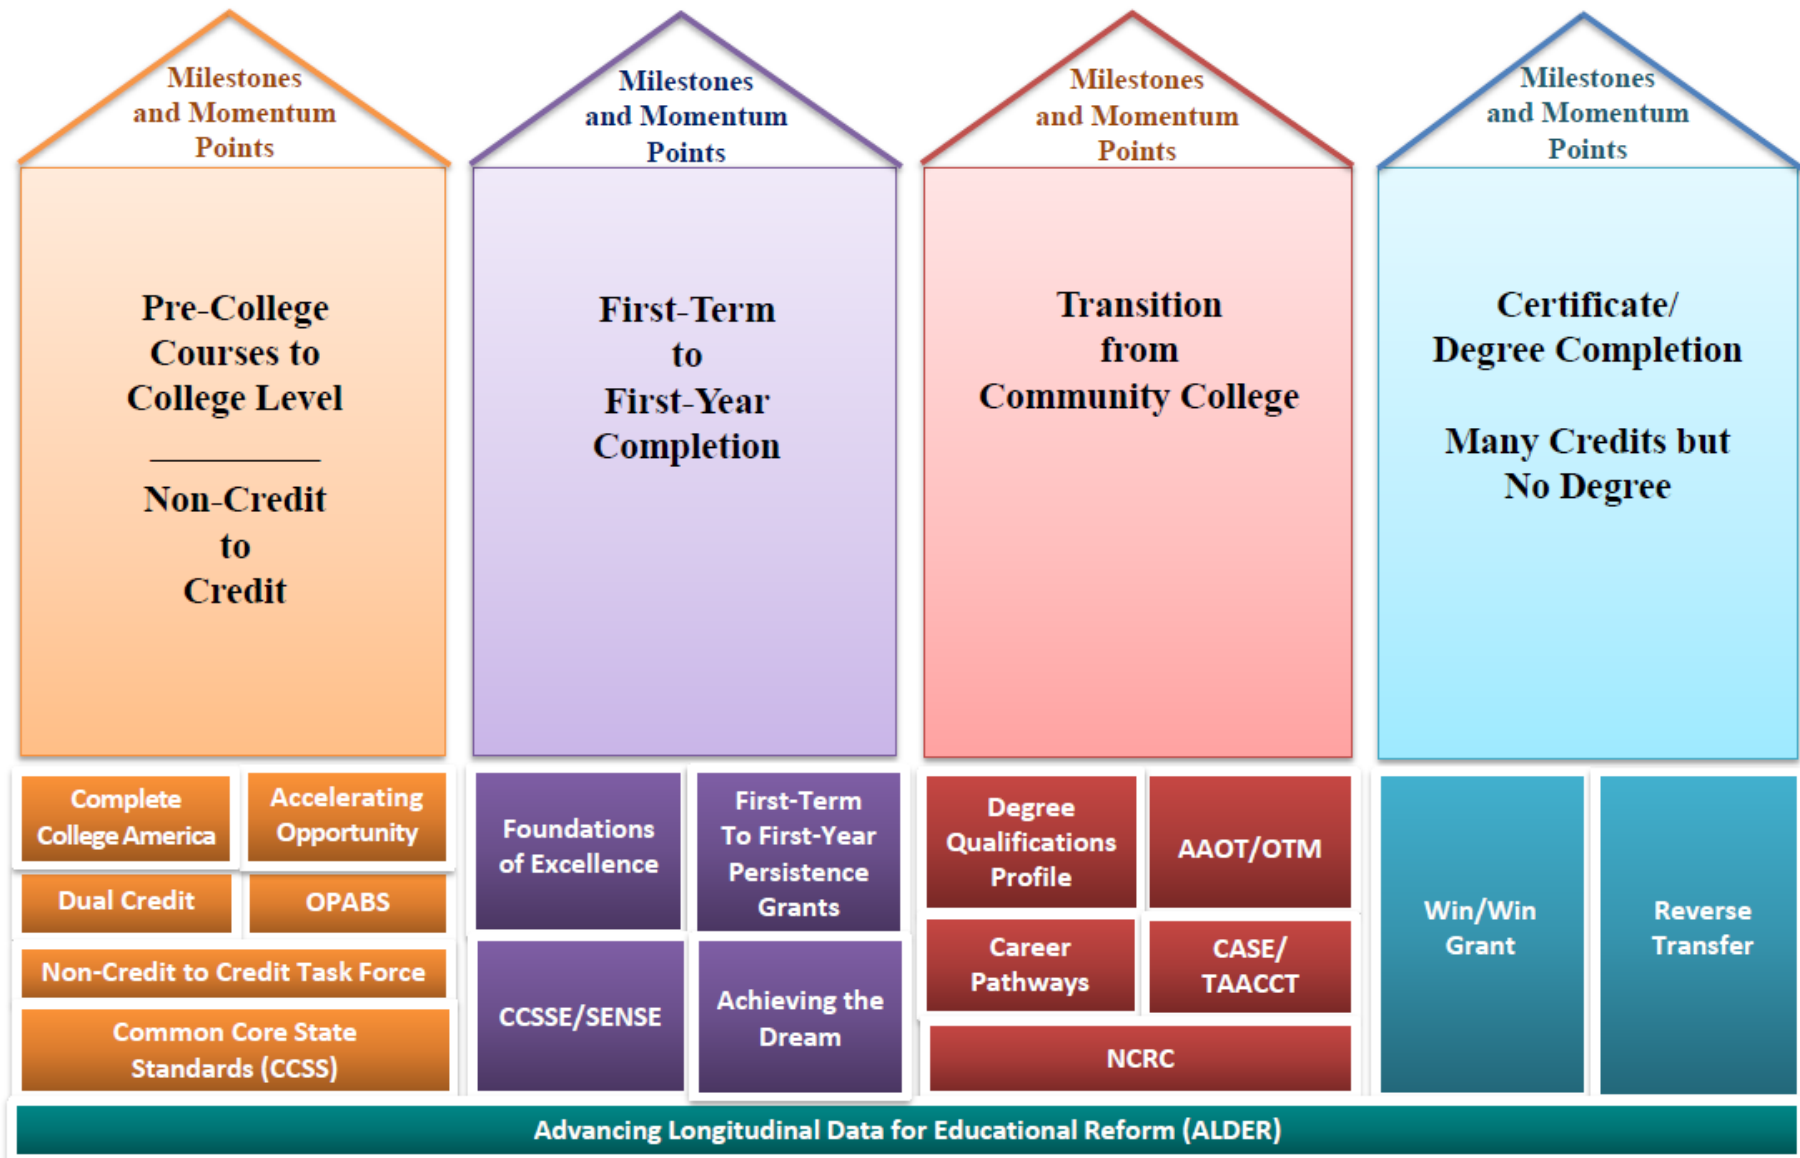 Milestones
and Momentum
Points
Pre-College
Courses to
College Level
Non-Credit
to
Credit
Complete
College America
Accelerating
Opportunity
Dual Credit
OPABS
Non-Credit to Credit Task Force
Common Core State
Standards (CCSS)
Milestones
and Momentum
Points
First-Term
to
First-Year
Completion
Foundations
of Excellence
First-Term
To First-Year
Persistence
Grants
CCSSE/SENSE
Achieving the
Dream
Milestones
and Momentum
Points
Transition
from
Community College
Degree
Qualifications
Profile
AAOT/OTM
Career
Pathways
CASE/
TAACCT
NCRC
Milestones
and Momentum
Points
Certificate/
Degree Completion
Many Credits but
No Degree
Win/Win
Grant
Reverse
Transfer
Advancing Longitudinal Data for Educational Reform (ALDER)